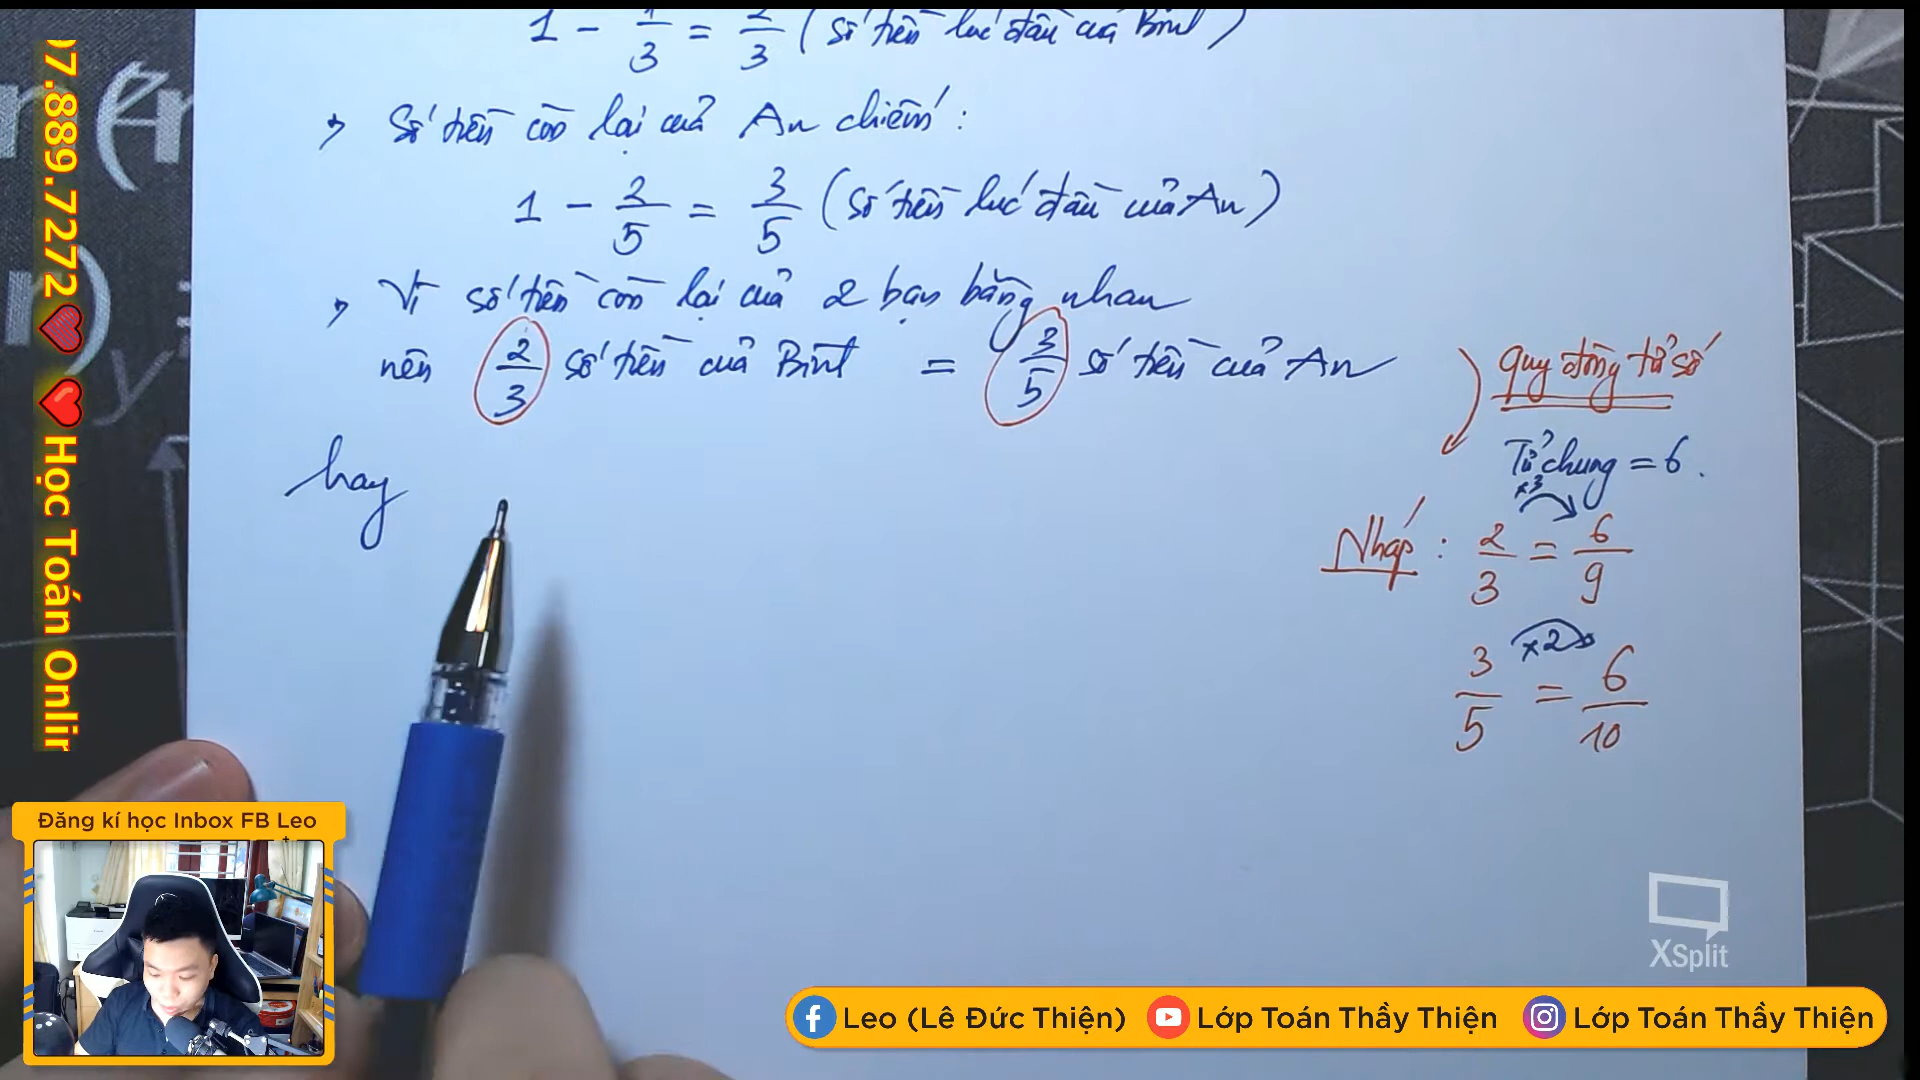 1 - 1/3 = 2/3 (Số tiền lúc đầu của Bình)
→ Số tiền còn lại của An chiếm:
1 - 2/5 = 3/5 (Số tiền lúc đầu của An)
→ Vì số tiền còn lại của 2 bạn bằng nhau
nên 2/3 số tiền của Bình = 3/5 số tiền của An
hay
quy đồng tử số
Tử chung = 6.
x3
Nháp: 2/3 = 6/9
x2
3/5 = 6/10
7.889.7272 ❤ ❤ Học Toán Onlin
Đăng kí học Inbox FB Leo
XSplit
Leo (Lê Đức Thiện) Lớp Toán Thầy Thiện Lớp Toán Thầy Thiện